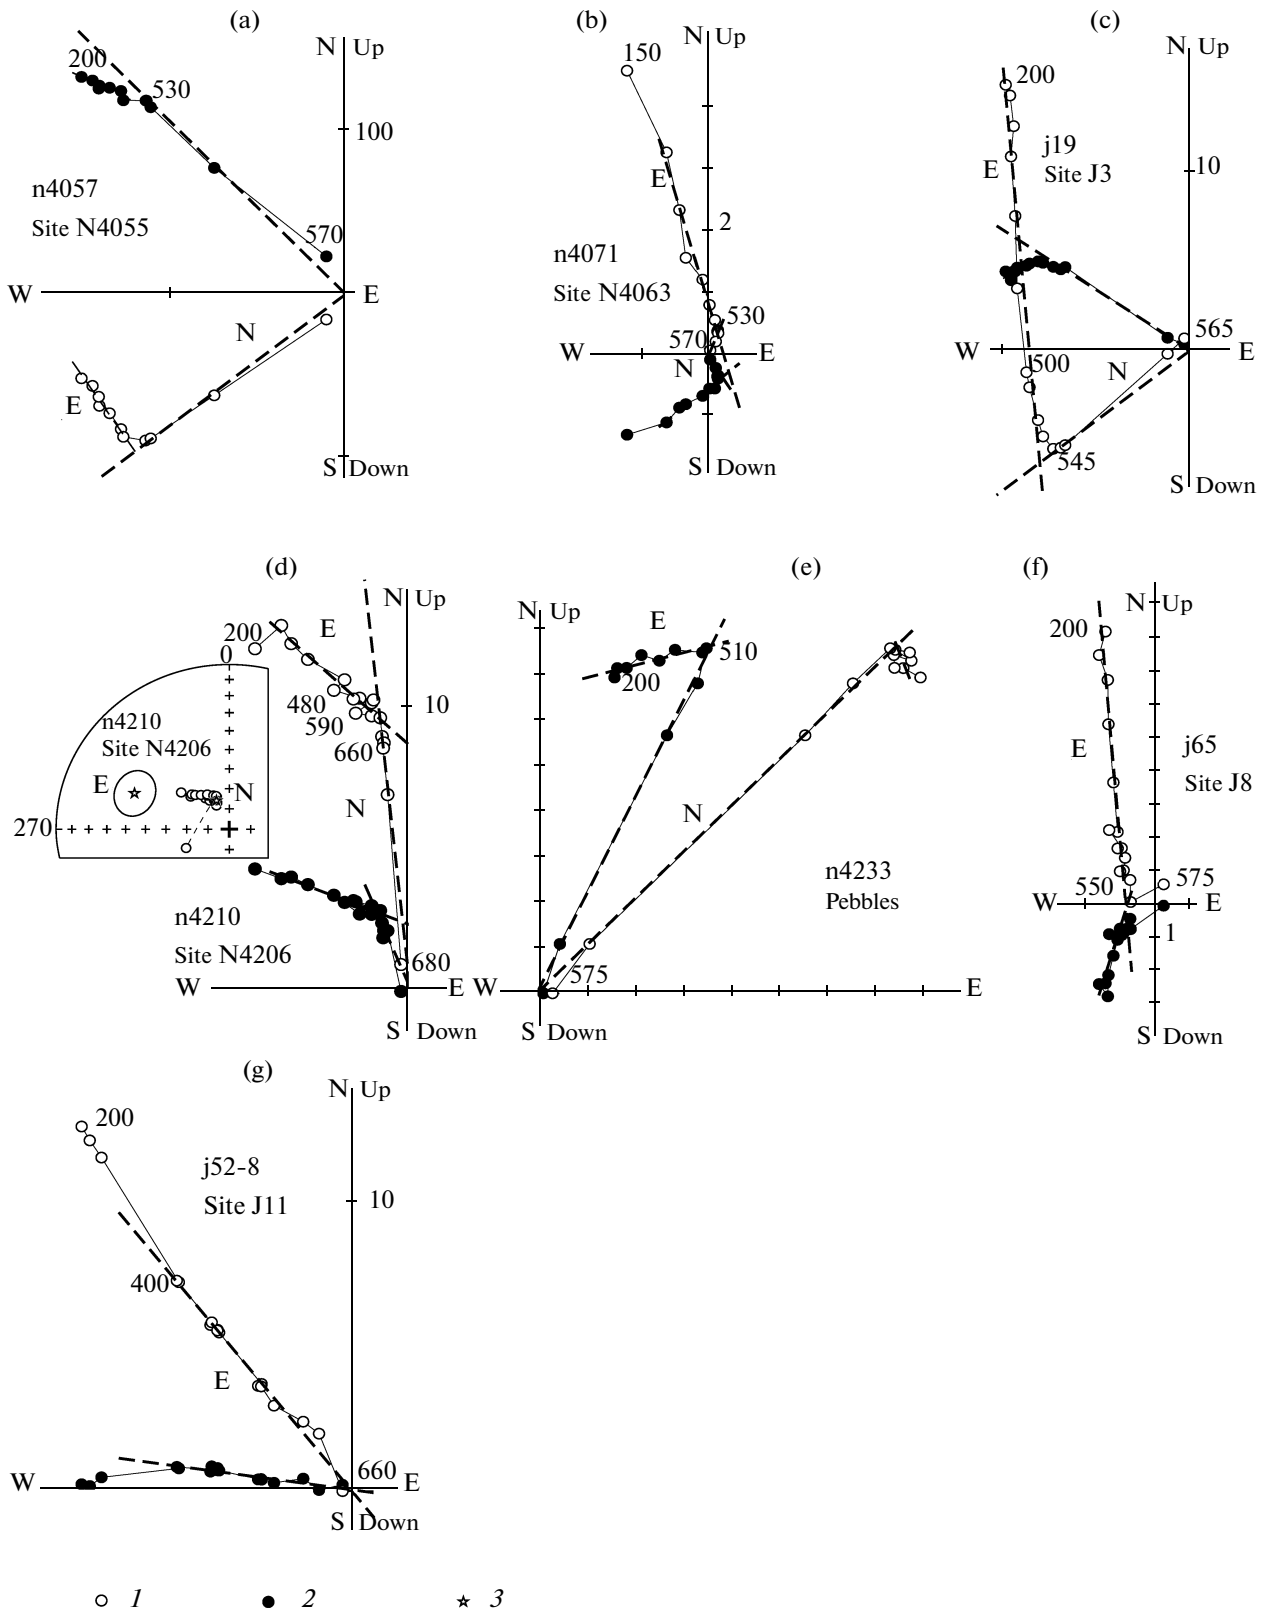 (a)
N Up
200
530
100
n4057
Site N4055
570
W
E
N
E
S Down
(b)
N Up
150
E
2
n4071
Site N4063
530
570
W
E
N
S Down
(c)
N Up
200
j19
Site J3
E
10
565
W
E
500
N
545
S Down
(d)
N Up
200
E
0
480
10
n4210
Site N4206
590
660
E
N
N
270
n4210
Site N4206
680
W
E
S Down
(e)
N Up
E
510
200
N
n4233
Pebbles
575
W
E
S Down
(f)
N Up
200
E
j65
Site J8
550
575
W
E
1
S Down
(g)
N Up
200
j52-8
Site J11
10
400
E
660
W
E
S Down
1 2 3